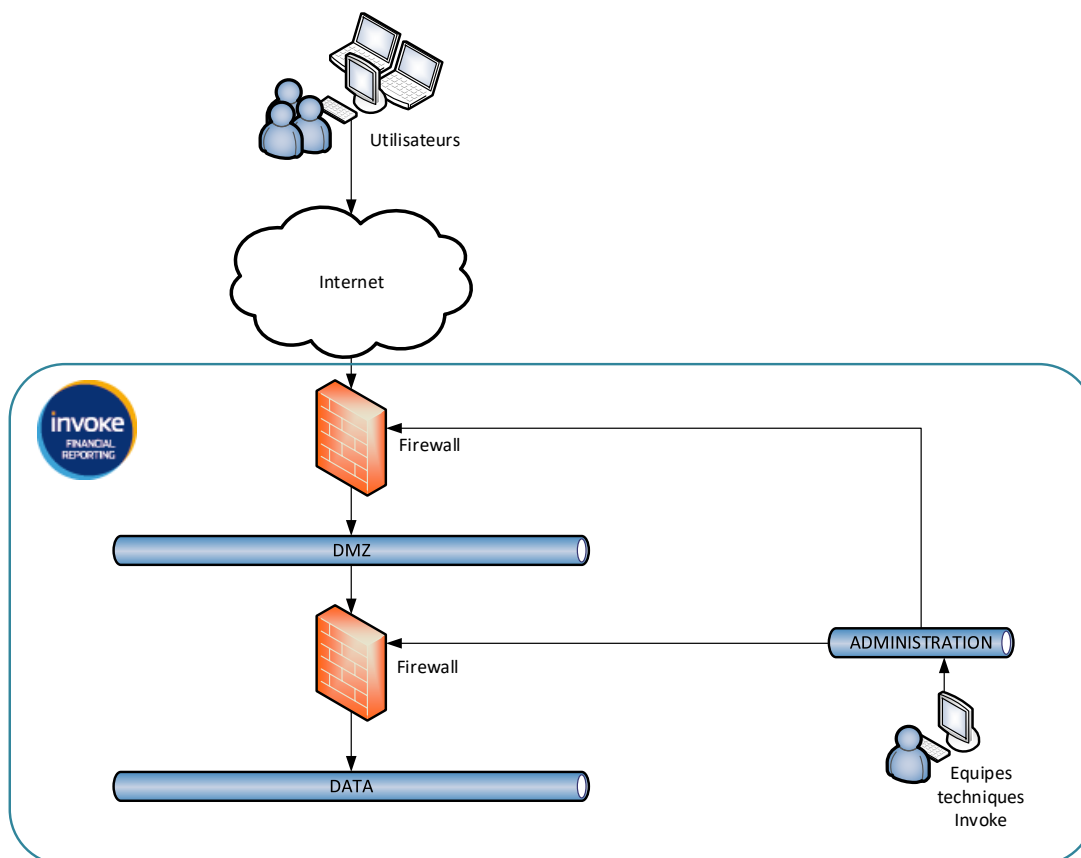 Utilisateurs
Internet
invoke
FINANCIAL
REPORTING
Firewall
DMZ
Firewall
ADMINISTRATION
DATA
Equipes
techniques
Invoke